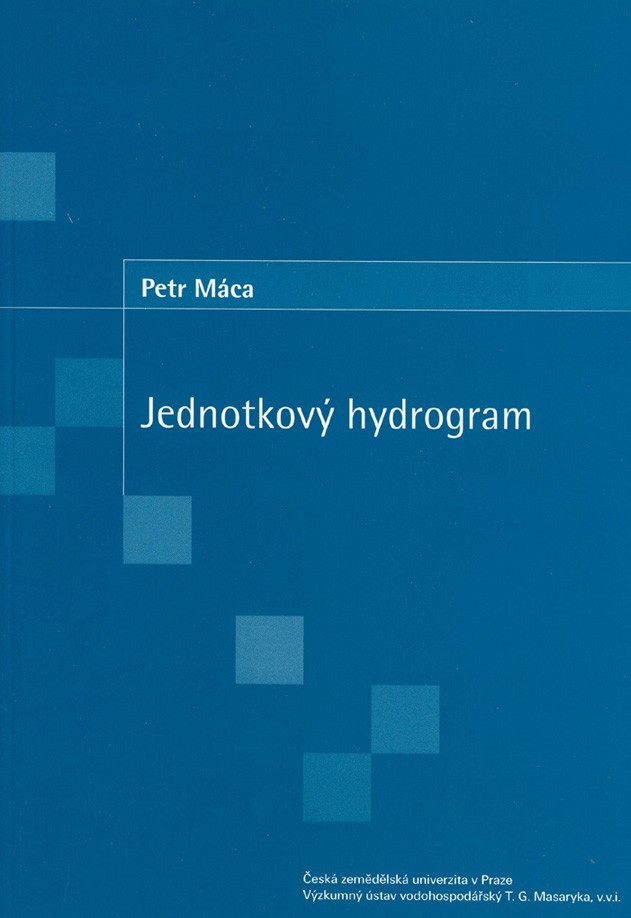 Petr Máca
Jednotkový hydrogram
Česká zemědělská univerzita v Praze
Výzkumný ústav vodohospodářský T. G. Masaryka, v.v.i.